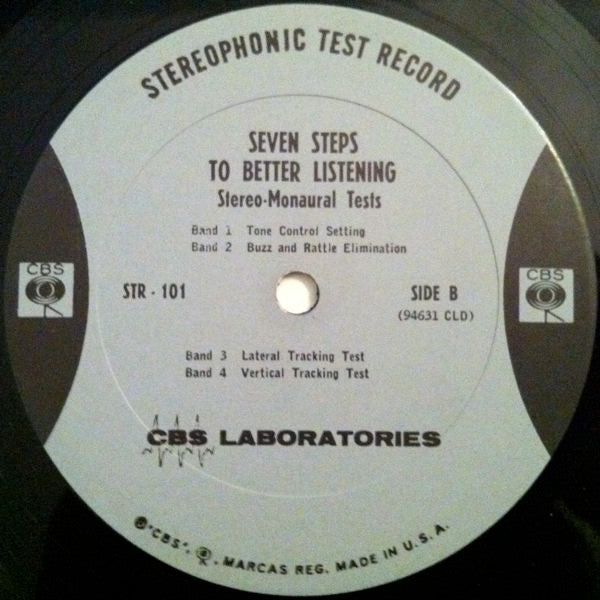 STEREOPHONIC TEST RECORD
SEVEN STEPS
TO BETTER LISTENING
Stereo-Monaural Tests
Band 1 Tone Control Setting
Band 2 Buzz and Rattle Elimination
CBS
STR - 101
SIDE B
(94631 CLD)
CBS
Band 3 Lateral Tracking Test
Band 4 Vertical Tracking Test
CBS LABORATORIES
"CBS", MARCAS REG. MADE IN U.S.A.